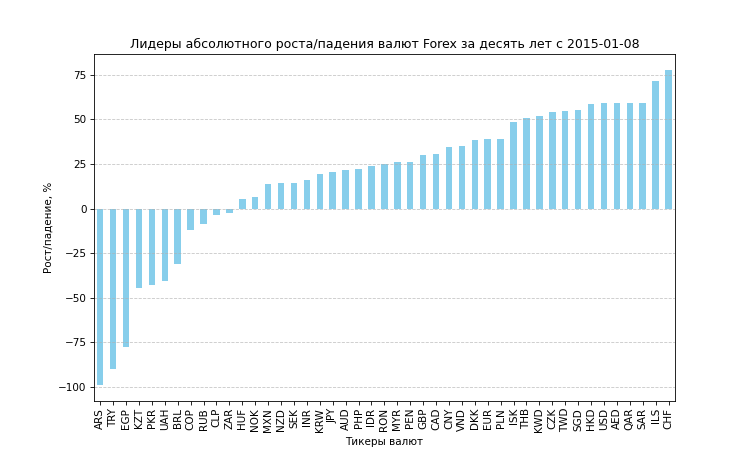 Лидеры абсолютного роста/падения валют Forex за десять лет с 2015-01-08
Рост/падение, %
75
50
25
0
−25
−50
−75
−100
ARS TRY EGP KZT PKR UAH BRL COP RUB CLP ZAR HUF NOK MXN NZD SEK INR KRW JPY AUD PHP IDR RON MYR PEN GBP CAD CNY VND DKK EUR PLN ISK THB KWD CZK TWD SGD HKD USD AED QAR SAR ILS CHF
Тикеры валют